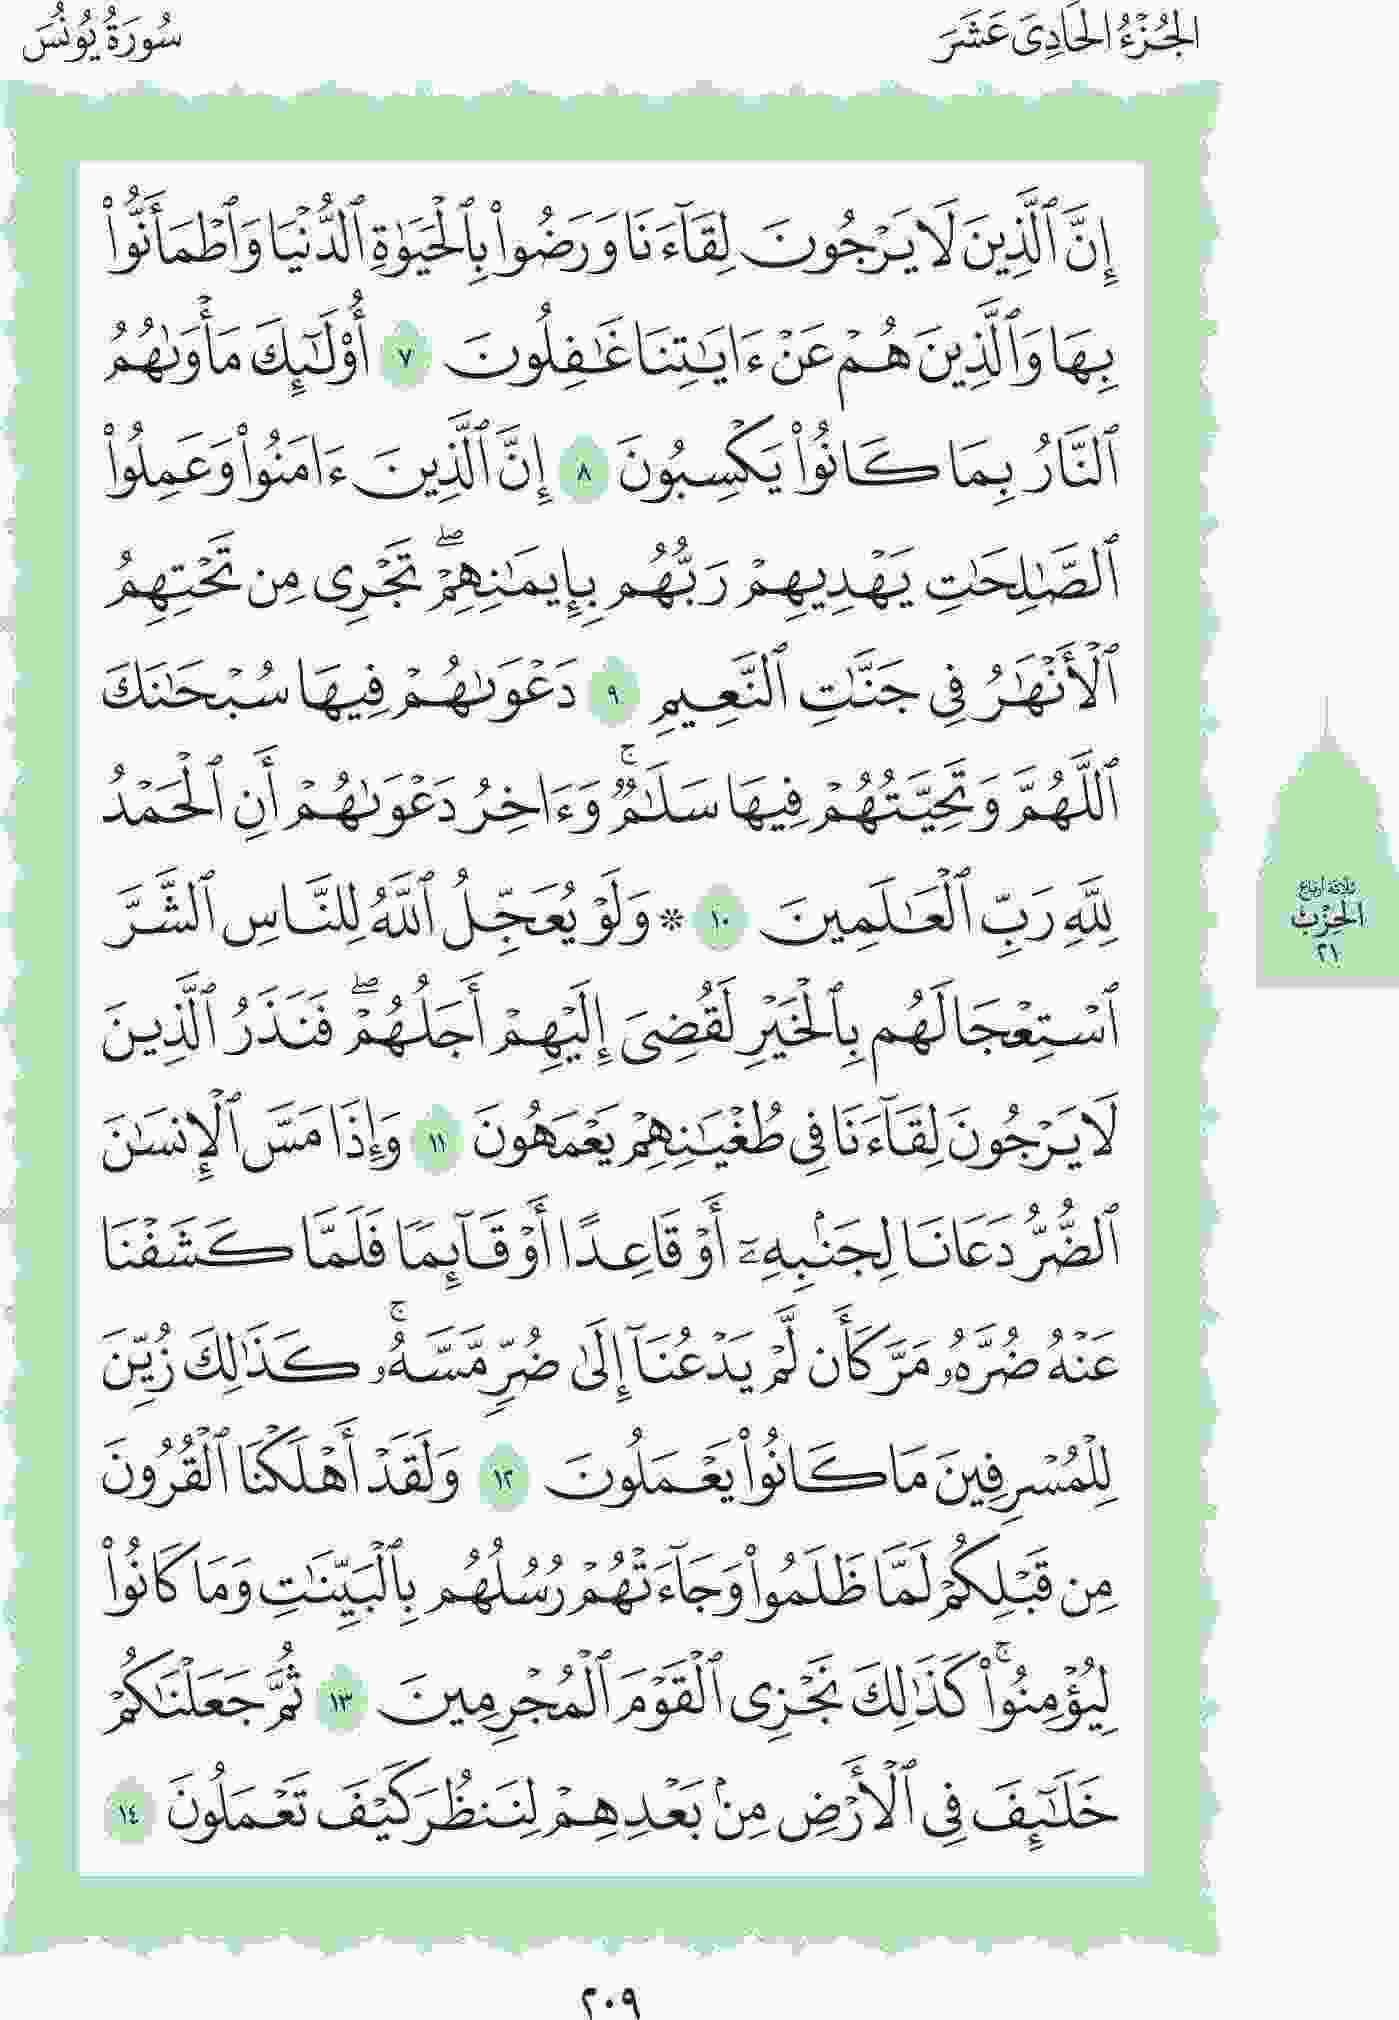 الجُزْءُ الحَادِىَ عَشَرَ
سُورَةُ يُونُسَ
إِنَّ ٱلَّذِينَ لَا يَرْجُونَ لِقَآءَنَا وَرَضُوا۟ بِٱلْحَيَوٰةِ ٱلدُّنْيَا وَٱطْمَأَنُّوا۟
بِهَا وَٱلَّذِينَ هُمْ عَنْ ءَايَـٰتِنَا غَـٰفِلُونَ ٧ أُو۟لَـٰٓئِكَ مَأْوَىٰهُمُ
ٱلنَّارُ بِمَا كَانُوا۟ يَكْسِبُونَ ٨ إِنَّ ٱلَّذِينَ ءَامَنُوا۟ وَعَمِلُوا۟
ٱلصَّـٰلِحَـٰتِ يَهْدِيهِمْ رَبُّهُم بِإِيمَـٰنِهِمْ ۖ تَجْرِى مِن تَحْتِهِمُ
ٱلْأَنْهَـٰرُ فِى جَنَّـٰتِ ٱلنَّعِيمِ ٩ دَعْوَىٰهُمْ فِيهَا سُبْحَـٰنَكَ
ٱللَّهُمَّ وَتَحِيَّتُهُمْ فِيهَا سَلَـٰمٌ ۚ وَءَاخِرُ دَعْوَىٰهُمْ أَنِ ٱلْحَمْدُ
لِلَّهِ رَبِّ ٱلْعَـٰلَمِينَ ١٠ ۞ وَلَوْ يُعَجِّلُ ٱللَّهُ لِلنَّاسِ ٱلشَّرَّ
ٱسْتِعْجَالَهُم بِٱلْخَيْرِ لَقُضِىَ إِلَيْهِمْ أَجَلُهُمْ ۖ فَنَذَرُ ٱلَّذِينَ
لَا يَرْجُونَ لِقَآءَنَا فِى طُغْيَـٰنِهِمْ يَعْمَهُونَ ١١ وَإِذَا مَسَّ ٱلْإِنسَـٰنَ
ٱلضُّرُّ دَعَانَا لِجَنۢبِهِۦٓ أَوْ قَاعِدًا أَوْ قَآئِمًا فَلَمَّا كَشَفْنَا
عَنْهُ ضُرَّهُۥ مَرَّ كَأَن لَّمْ يَدْعُنَآ إِلَىٰ ضُرٍّ مَّسَّهُۥ ۚ كَذَٰلِكَ زُيِّنَ
لِلْمُسْرِفِينَ مَا كَانُوا۟ يَعْمَلُونَ ١٢ وَلَقَدْ أَهْلَكْنَا ٱلْقُرُونَ
مِن قَبْلِكُمْ لَمَّا ظَلَمُوا۟ وَجَآءَتْهُمْ رُسُلُهُم بِٱلْبَيِّنَـٰتِ وَمَا كَانُوا۟
لِيُؤْمِنُوا۟ ۚ كَذَٰلِكَ نَجْزِى ٱلْقَوْمَ ٱلْمُجْرِمِينَ ١٣ ثُمَّ جَعَلْنَـٰكُمْ
خَلَـٰٓئِفَ فِى ٱلْأَرْضِ مِنۢ بَعْدِهِمْ لِنَنظُرَ كَيْفَ تَعْمَلُونَ ١٤
ثلاثة أرباع
الحِزْب
٢١
٢٠٩